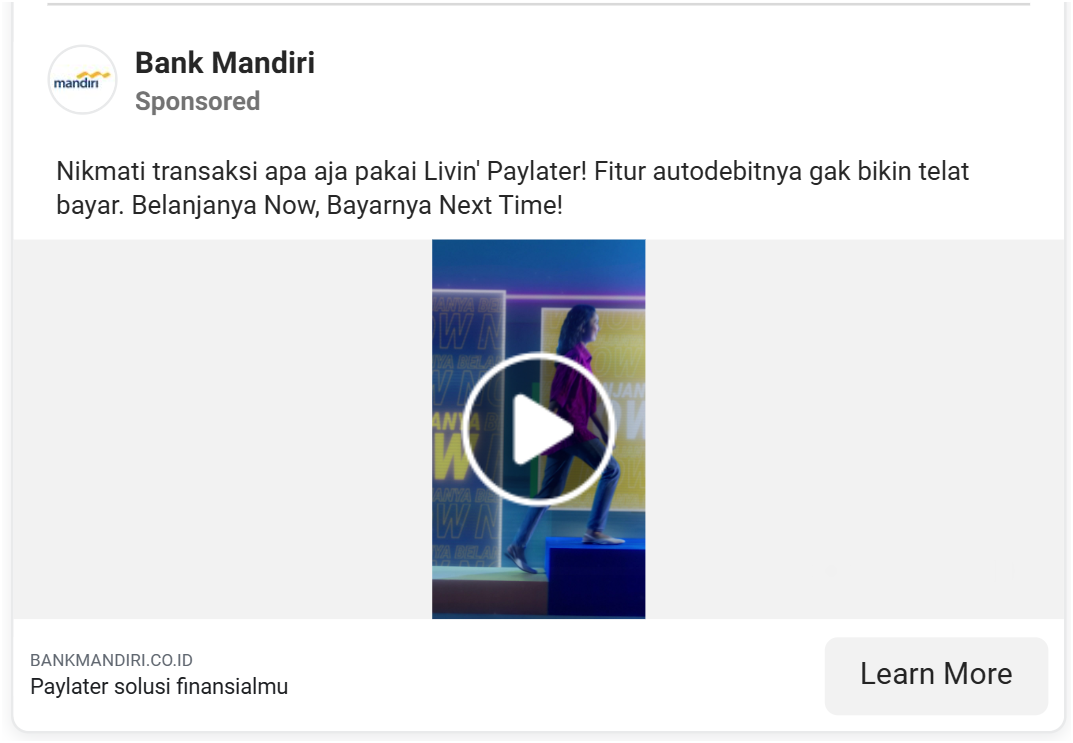 mandiri
Bank Mandiri
Sponsored
Nikmati transaksi apa aja pakai Livin' Paylater! Fitur autodebitnya gak bikin telat
bayar. Belanjanya Now, Bayarnya Next Time!
BANKMANDIRI.CO.ID
Paylater solusi finansialmu
Learn More